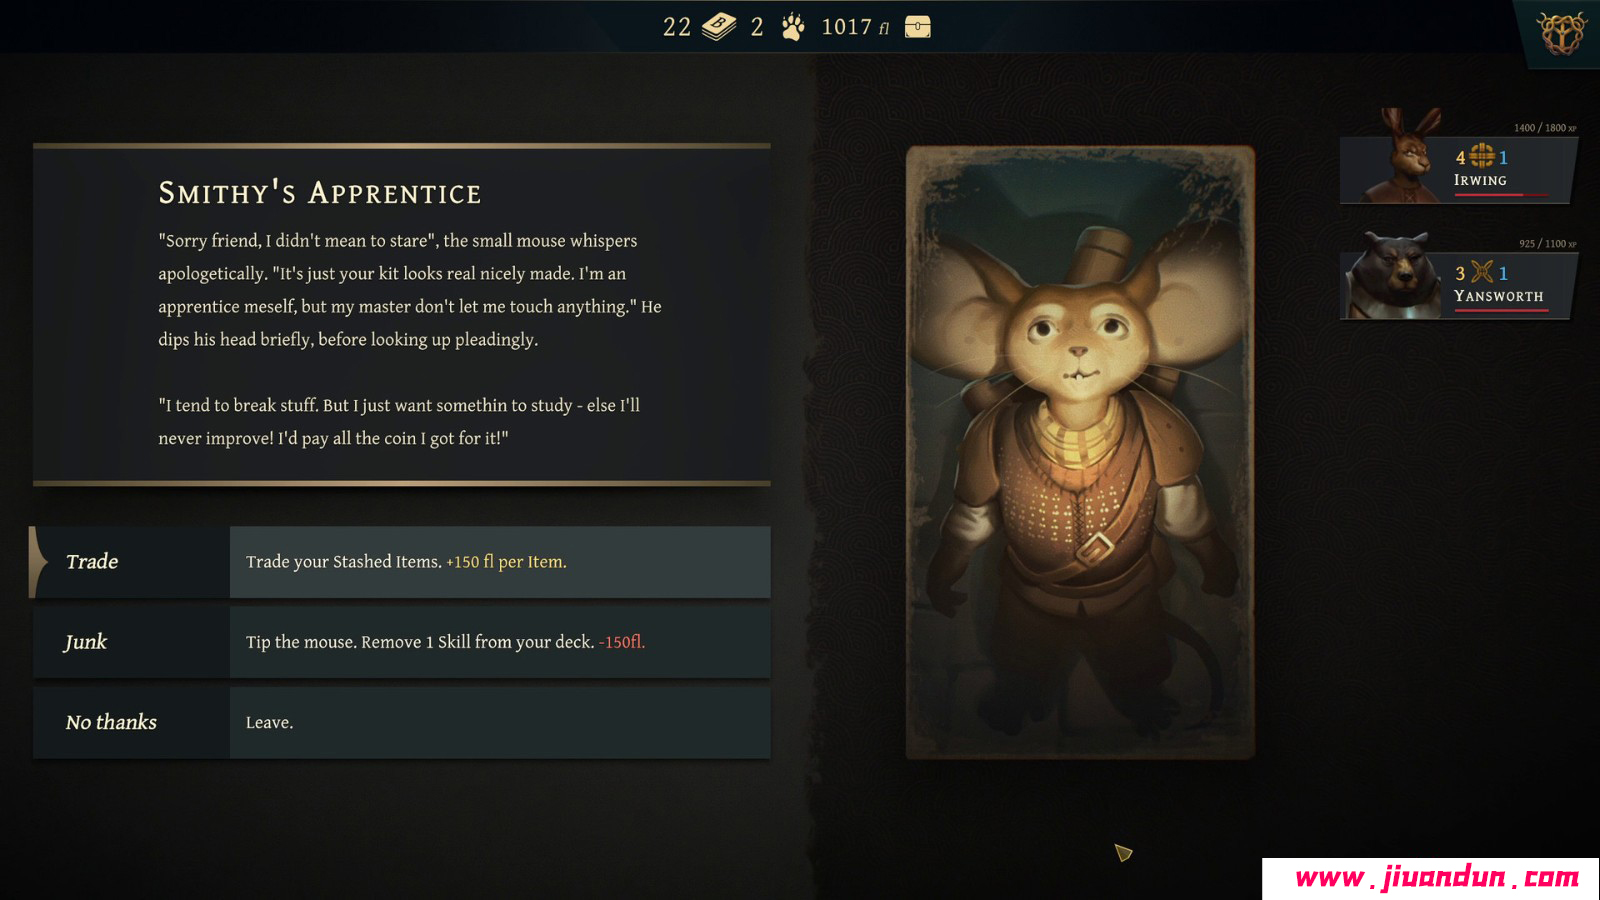 22 B 2 1017 fl
1400 / 1800 XP
4 1
Irwing
925 / 1100 XP
3 1
Yansworth
Smithy's Apprentice
"Sorry friend, I didn't mean to stare", the small mouse whispers
apologetically. "It's just your kit looks real nicely made. I'm an
apprentice meself, but my master don't let me touch anything." He
dips his head briefly, before looking up pleadingly.
"I tend to break stuff. But I just want somethin to study - else I'll
never improve! I'd pay all the coin I got for it!"
Trade Trade your Stashed Items. +150 fl per Item.
Junk Tip the mouse. Remove 1 Skill from your deck. -150fl.
No thanks Leave.
www.jiuandun.com